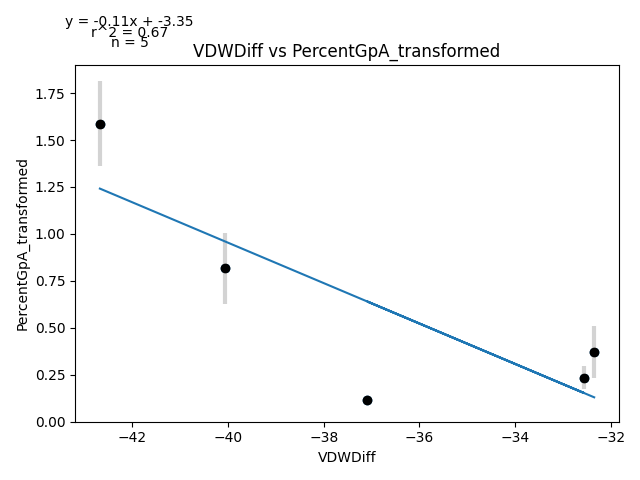 y = -0.11x + -3.35
r^2 = 0.67
n = 5
VDWDiff vs PercentGpA_transformed
PercentGpA_transformed
1.75
1.50
1.25
1.00
0.75
0.50
0.25
0.00
−42
−40
−38
−36
−34
−32
VDWDiff